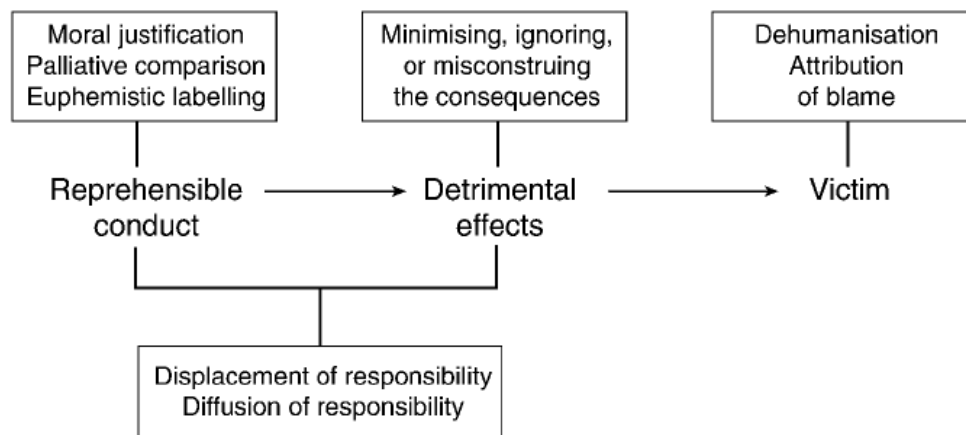 Moral justification
Palliative comparison
Euphemistic labelling
Minimising, ignoring,
or misconstruing
the consequences
Dehumanisation
Attribution
of blame
Reprehensible
conduct
Detrimental
effects
Victim
Displacement of responsibility
Diffusion of responsibility